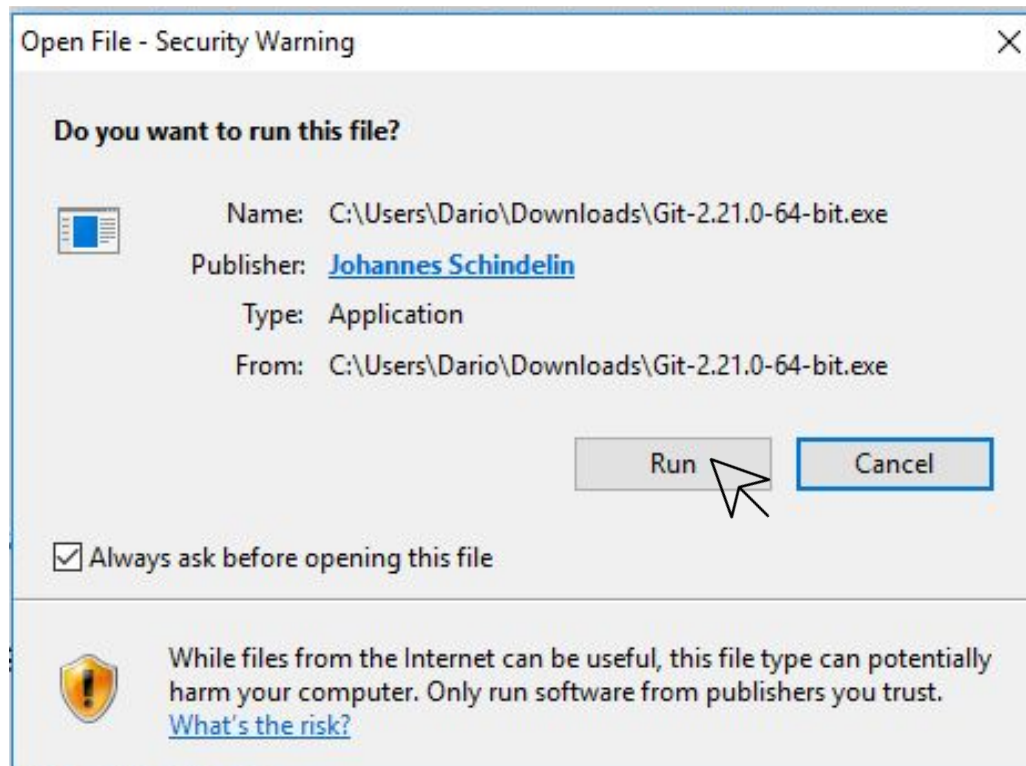 Open File - Security Warning
Do you want to run this file?
Name: C:\Users\Dario\Downloads\Git-2.21.0-64-bit.exe
Publisher: Johannes Schindelin
Type: Application
From: C:\Users\Dario\Downloads\Git-2.21.0-64-bit.exe
Run Cancel
Always ask before opening this file
While files from the Internet can be useful, this file type can potentially
harm your computer. Only run software from publishers you trust.
What's the risk?